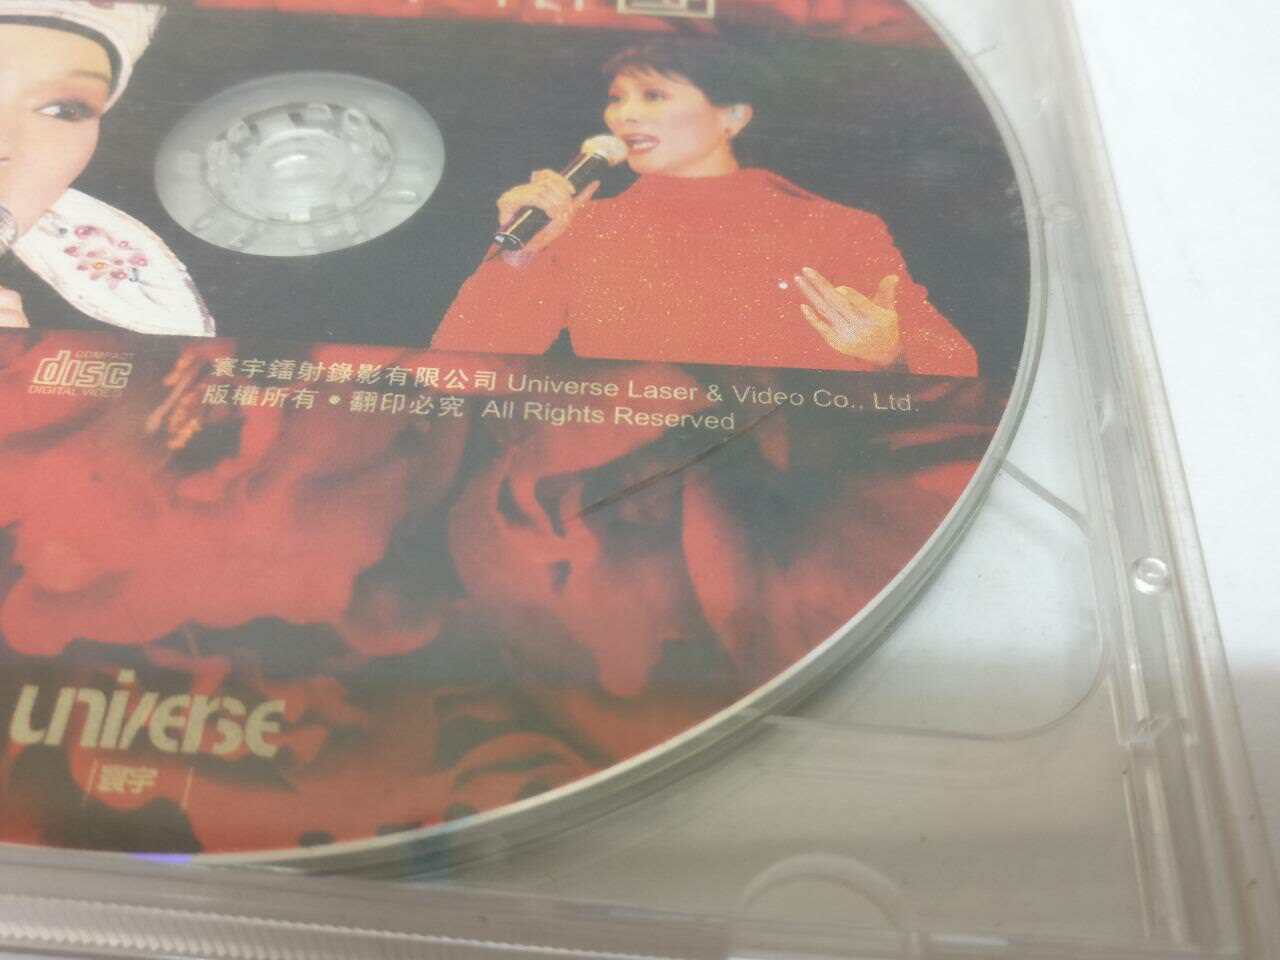 COMPACT
disc
DIGITAL VIDEO
寰宇鐳射錄影有限公司 Universe Laser & Video Co., Ltd.
版權所有・翻印必究 All Rights Reserved
UNIVERSE
寰宇